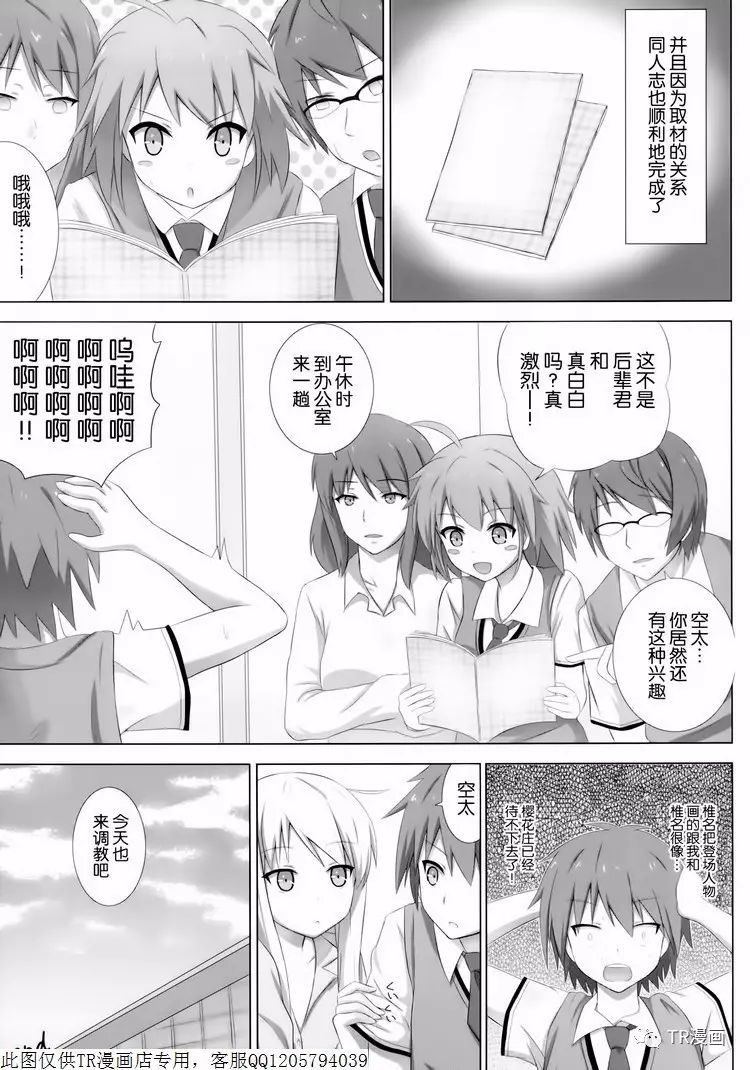 并且因为取材的关系
同人志也顺利地完成了
哦哦
哦……！
这不是
后辈君
和
真白白
吗？真
激烈—！
午休时
到办公室
来一趟
呜哇啊啊
啊啊啊啊
啊啊啊啊
啊啊啊!!
空太…
你居然还
有这种兴趣
椎名把登场人物
画的跟我和
椎名很像…
樱花庄已经
待不下去了！
空太
今天也
来调教吧
end
TR漫画
此图仅供TR漫画店专用，客服QQ1205794039